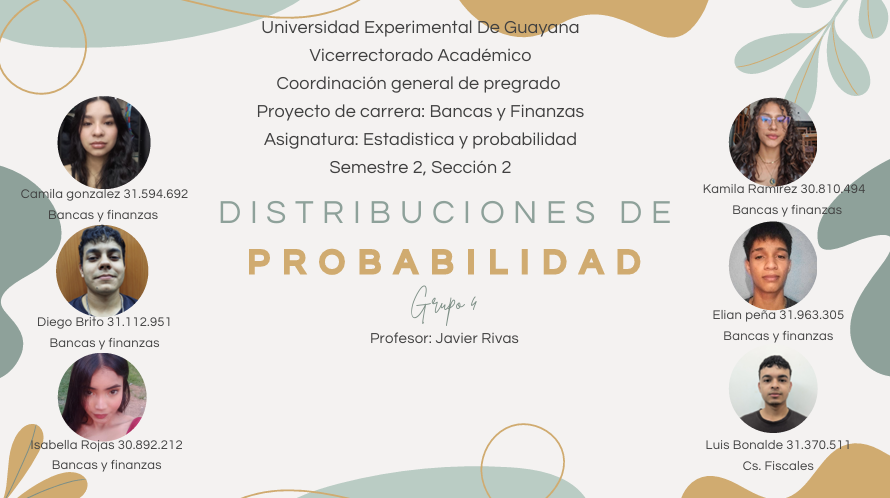 Universidad Experimental De Guayana
Vicerrectorado Académico
Coordinación general de pregrado
Proyecto de carrera: Bancas y Finanzas
Asignatura: Estadistica y probabilidad
Semestre 2, Sección 2
DISTRIBUCIONES DE
PROBABILIDAD
Grupo 4
Profesor: Javier Rivas
Camila gonzalez 31.594.692
Bancas y finanzas
Diego Brito 31.112.951
Bancas y finanzas
Isabella Rojas 30.892.212
Bancas y finanzas
Kamila Ramirez 30.810.494
Bancas y finanzas
Elian peña 31.963.305
Bancas y finanzas
Luis Bonalde 31.370.511
Cs. Fiscales